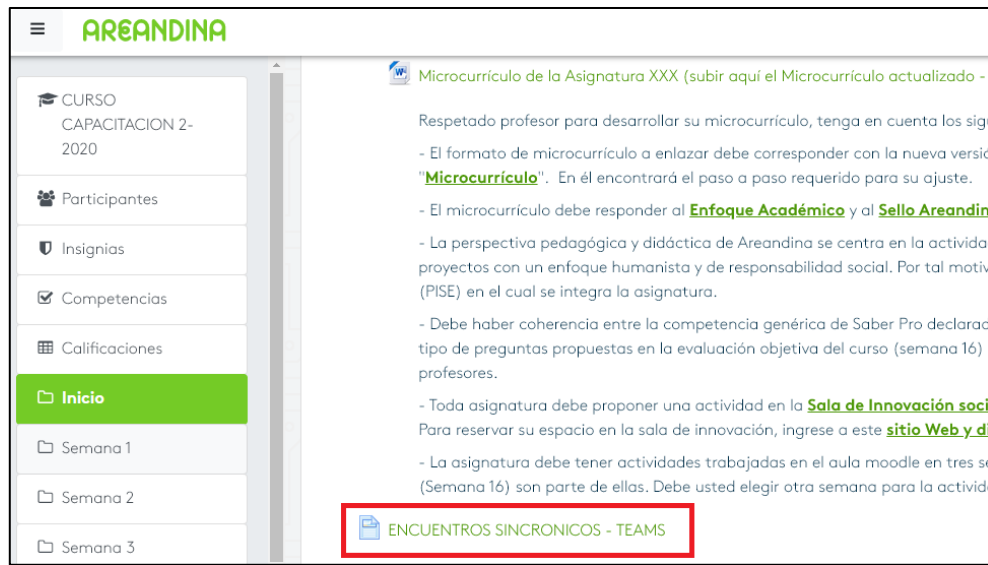 AREANDINA
CURSO
CAPACITACION 2-
2020
Participantes
Insignias
Competencias
Calificaciones
Inicio
Semana 1
Semana 2
Semana 3
Microcurrículo de la Asignatura XXX (subir aquí el Microcurrículo actualizado -
Respetado profesor para desarrollar su microcurrículo, tenga en cuenta los sig
- El formato de microcurrículo a enlazar debe corresponder con la nueva versió
"Microcurrículo". En él encontrará el paso a paso requerido para su ajuste.
- El microcurrículo debe responder al Enfoque Académico y al Sello Areandin
- La perspectiva pedagógica y didáctica de Areandina se centra en la activida
proyectos con un enfoque humanista y de responsabilidad social. Por tal motiv
(PISE) en el cual se integra la asignatura.
- Debe haber coherencia entre la competencia genérica de Saber Pro declarac
tipo de preguntas propuestas en la evaluación objetiva del curso (semana 16)
profesores.
- Toda asignatura debe proponer una actividad en la Sala de Innovación soci
Para reservar su espacio en la sala de innovación, ingrese a este sitio Web y di
- La asignatura debe tener actividades trabajadas en el aula moodle en tres se
(Semana 16) son parte de ellas. Debe usted elegir otra semana para la activid
ENCUENTROS SINCRONICOS - TEAMS